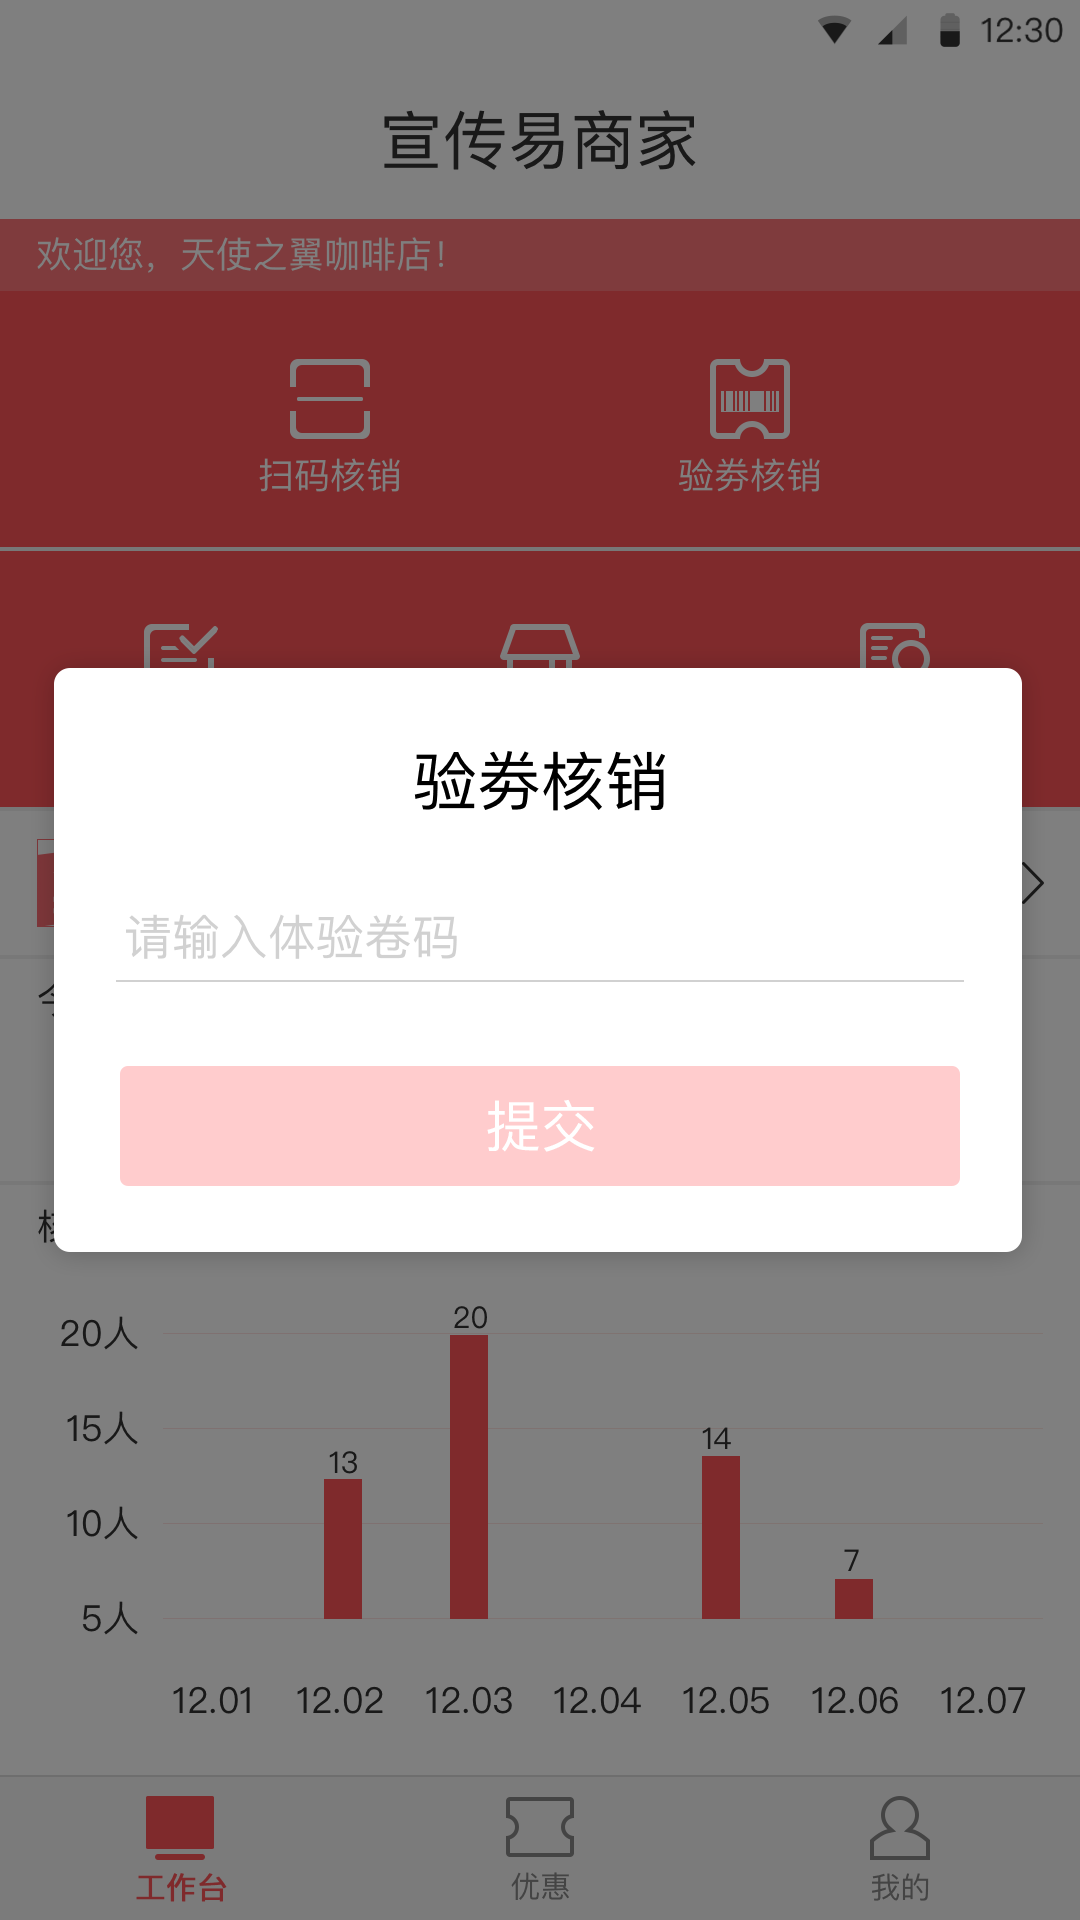 12:30
宣传易商家
欢迎您，天使之翼咖啡店！
扫码核销 验券核销
验券核销
请输入体验卷码
提交
20人
15人
10人
5人
13
20
14
7
12.01 12.02 12.03 12.04 12.05 12.06 12.07
工作台 优惠 我的